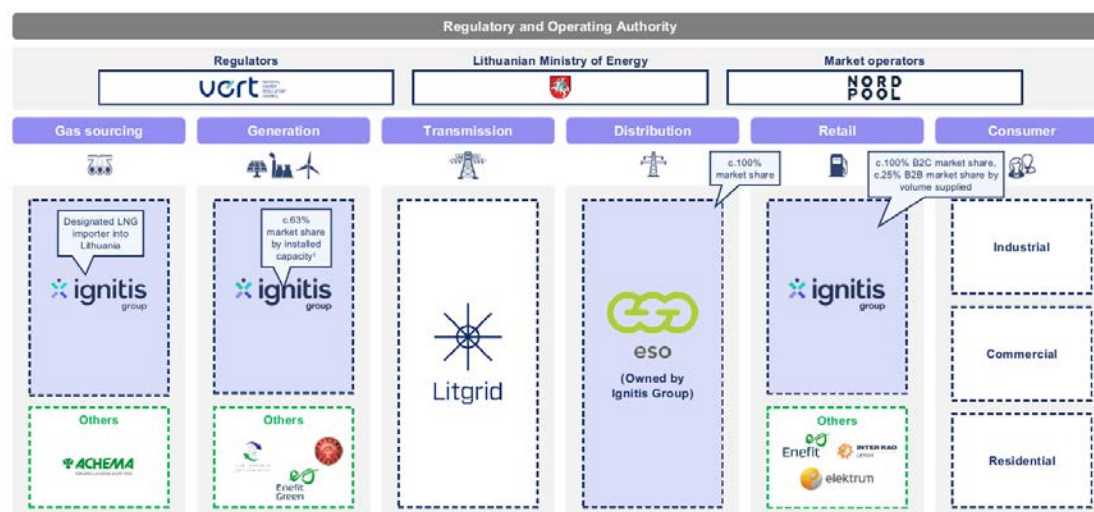 Regulatory and Operating Authority
Regulators
Lithuanian Ministry of Energy
Market operators
vert
NORD
POOL
Gas sourcing
Generation
Transmission
Distribution
Retail
Consumer
Designated LNG
importer into
Lithuania
ignitis
group
c.63%
market share
by installed
capacity¹
ignitis
group
Litgrid
c.100%
market share
eso
(Owned by
Ignitis Group)
c.100% B2C market share,
c.25% B2B market share by
volume supplied
ignitis
group
Industrial
Commercial
Residential
Others
ACHEMA
Others
Enefit
Green
Others
Enefit
INTER RAO
elektrum